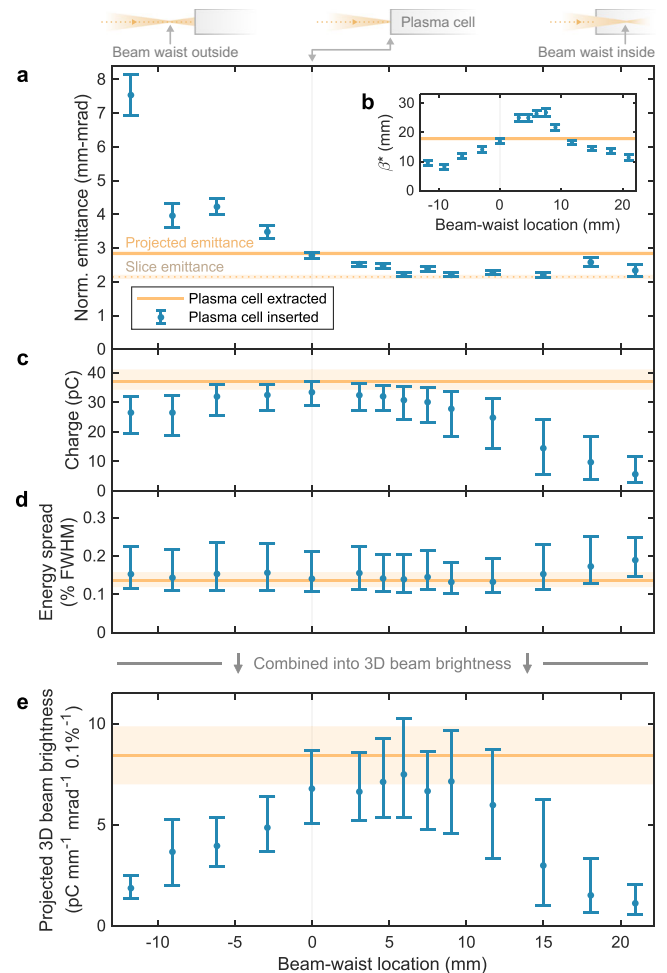 Plasma cell
Beam waist outside
Beam waist inside
a
8
7
6
5
4
3
2
1
0
Norm. emittance (mm-mrad)
Projected emittance
Slice emittance
Plasma cell extracted
Plasma cell inserted
b
30
20
10
0
β* (mm)
-10 0 10 20
Beam-waist location (mm)
c
40
30
20
10
0
Charge (pC)
d
0.3
0.2
0.1
0
Energy spread
(% FWHM)
Combined into 3D beam brightness
e
10
5
0
Projected 3D beam brightness
(pC mm⁻¹ mrad⁻¹ 0.1%⁻¹)
-10 -5 0 5 10 15 20
Beam-waist location (mm)